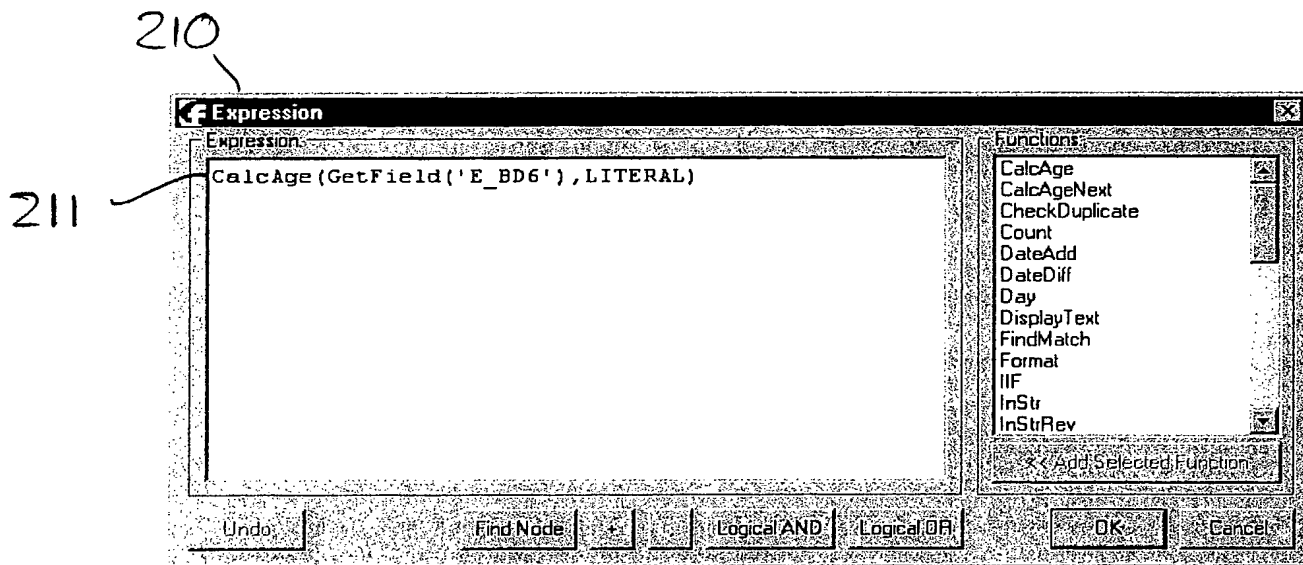 210
Expression
Expression:
Functions:
211
CalcAge(GetField('E_BD6'),LITERAL)
CalcAge
CalcAgeNext
CheckDuplicate
Count
DateAdd
DateDiff
Day
DisplayText
FindMatch
Format
IIF
InStr
InStrRev
<< Add Selected Function
Undo
Find Node
+
Logical AND
Logical OR
OK
Cancel